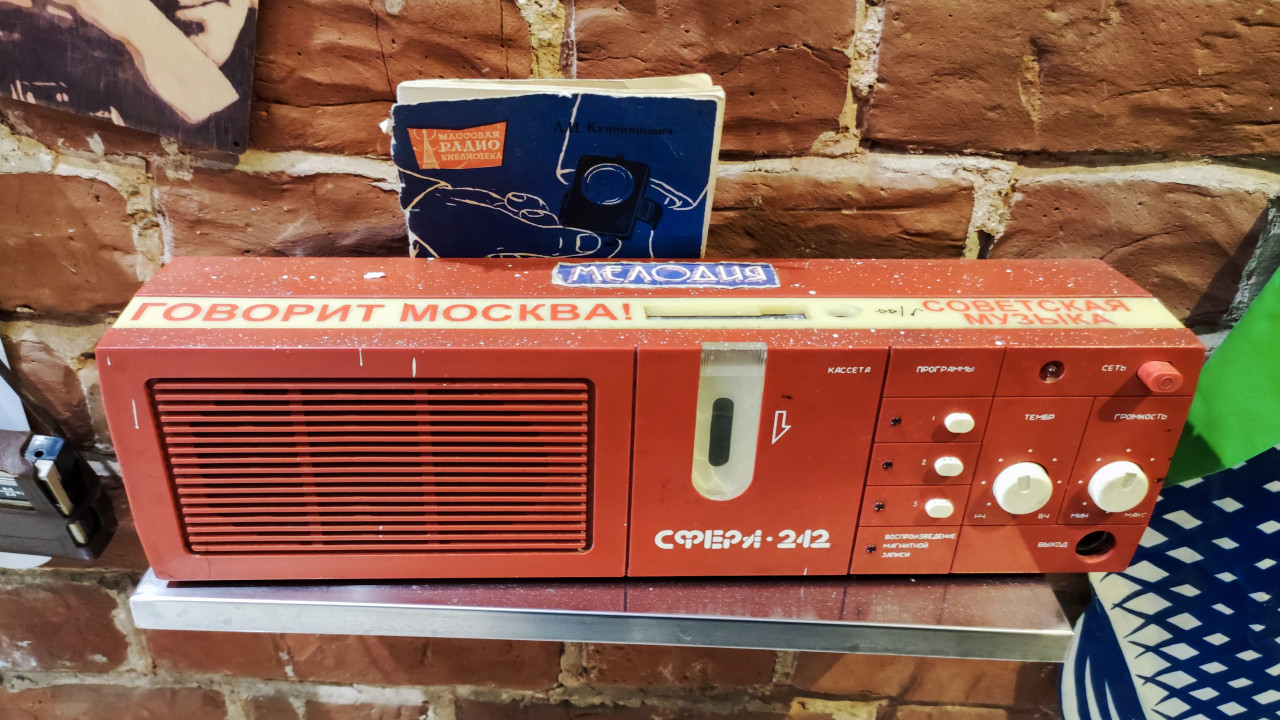 МАССОВАЯ
РАДИО
БИБЛИОТЕКА
МЕЛОДИЯ
ГОВОРИТ МОСКВА!
СОВЕТСКАЯ
МУЗЫКА
КАССЕТА
ПРОГРАММЫ
СЕТЬ
1
ТЕМБР
ГРОМКОСТЬ
2
3
НЧ
ВЧ
МИН
МАКС
СФЕРА·242
ВОСПРОИЗВЕДЕНИЕ
МАГНИТНОЙ
ЗАПИСИ
ВЫХОД